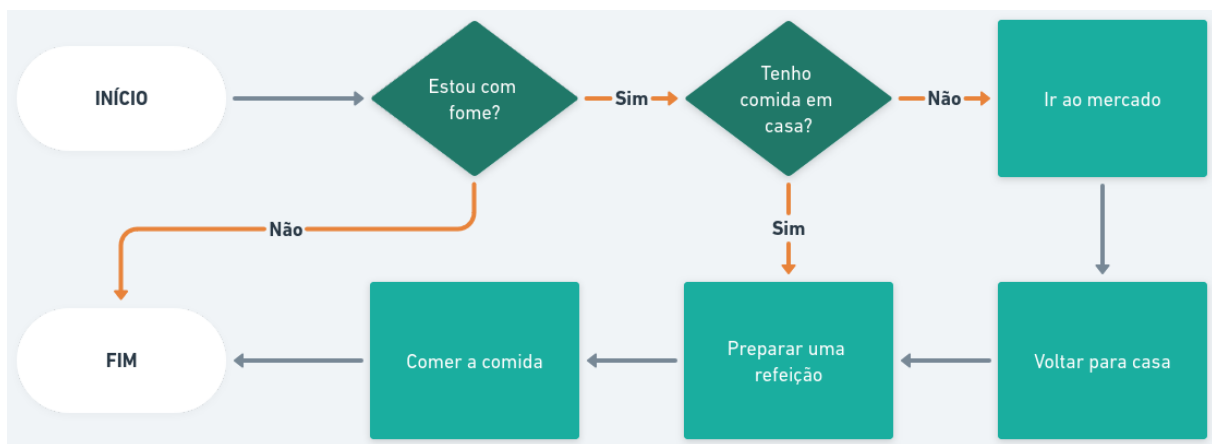 INÍCIO
Estou com
fome?
Sim
Tenho
comida em
casa?
Não
Ir ao mercado
Não
Sim
FIM
Comer a comida
Preparar uma
refeição
Voltar para casa